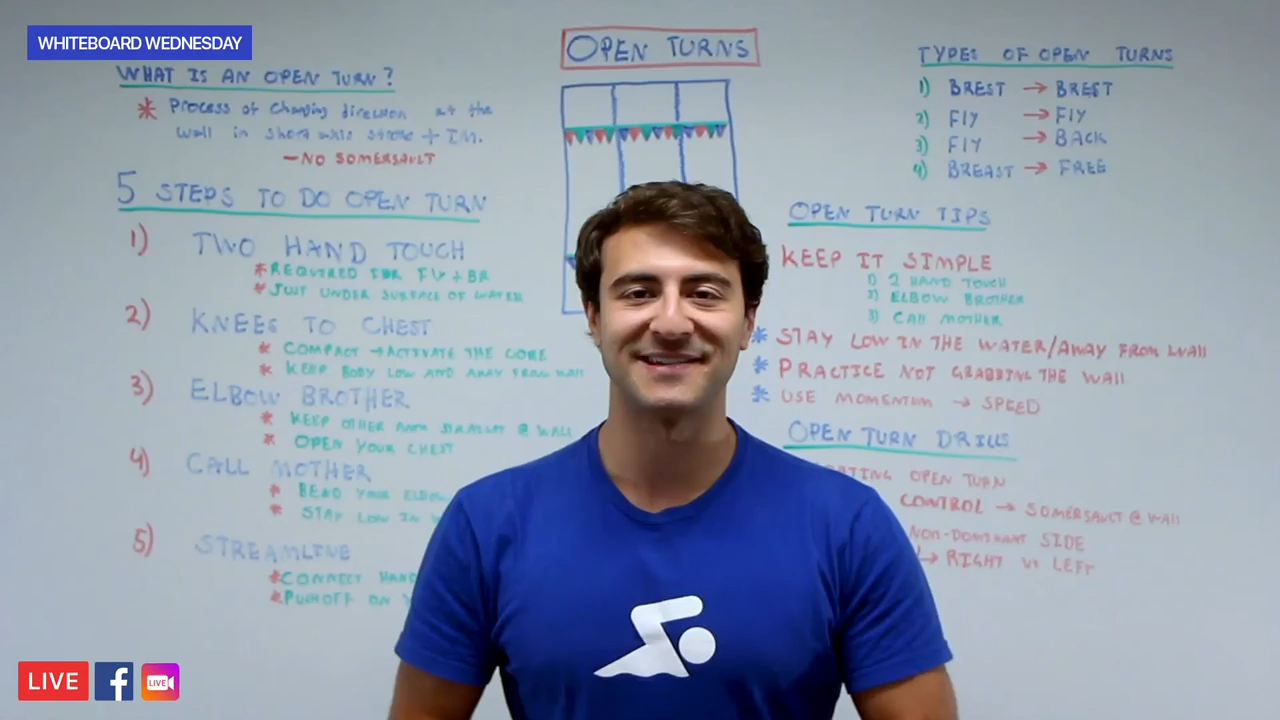 WHITEBOARD WEDNESDAY
OPEN TURNS
WHAT IS AN OPEN TURN?
* Process of changing direction at the
wall in short axis stroke + I.M.
- NO SOMERSAULT
5 STEPS TO DO OPEN TURN
1) TWO HAND TOUCH
* REQUIRED FOR FLY + BR
* JUST UNDER SURFACE OF WATER
2) KNEES TO CHEST
* COMPACT → ACTIVATE THE CORE
* KEEP BODY LOW AND AWAY FROM WALL
3) ELBOW BROTHER
* KEEP OTHER ARM STRAIGHT @ WALL
* OPEN YOUR CHEST
4) CALL MOTHER
* BEND YOUR ELBOW
* STAY LOW IN
5) STREAMLINE
* CONNECT HAND
* PUSHOFF ON
TYPES OF OPEN TURNS
1) BREST → BREST
2) FLY → FLY
3) FLY → BACK
4) BREAST → FREE
OPEN TURN TIPS
KEEP IT SIMPLE
1) 2 HAND TOUCH
2) ELBOW BROTHER
3) CALL MOTHER
* STAY LOW IN THE WATER/AWAY FROM WALL
* PRACTICE NOT GRABBING THE WALL
* USE MOMENTUM → SPEED
OPEN TURN DRILLS
OPEN TURN
CONTROL → SOMERSAULT @ WALL
NON-DOMINANT SIDE
↳ RIGHT VS LEFT
LIVE
LIVE